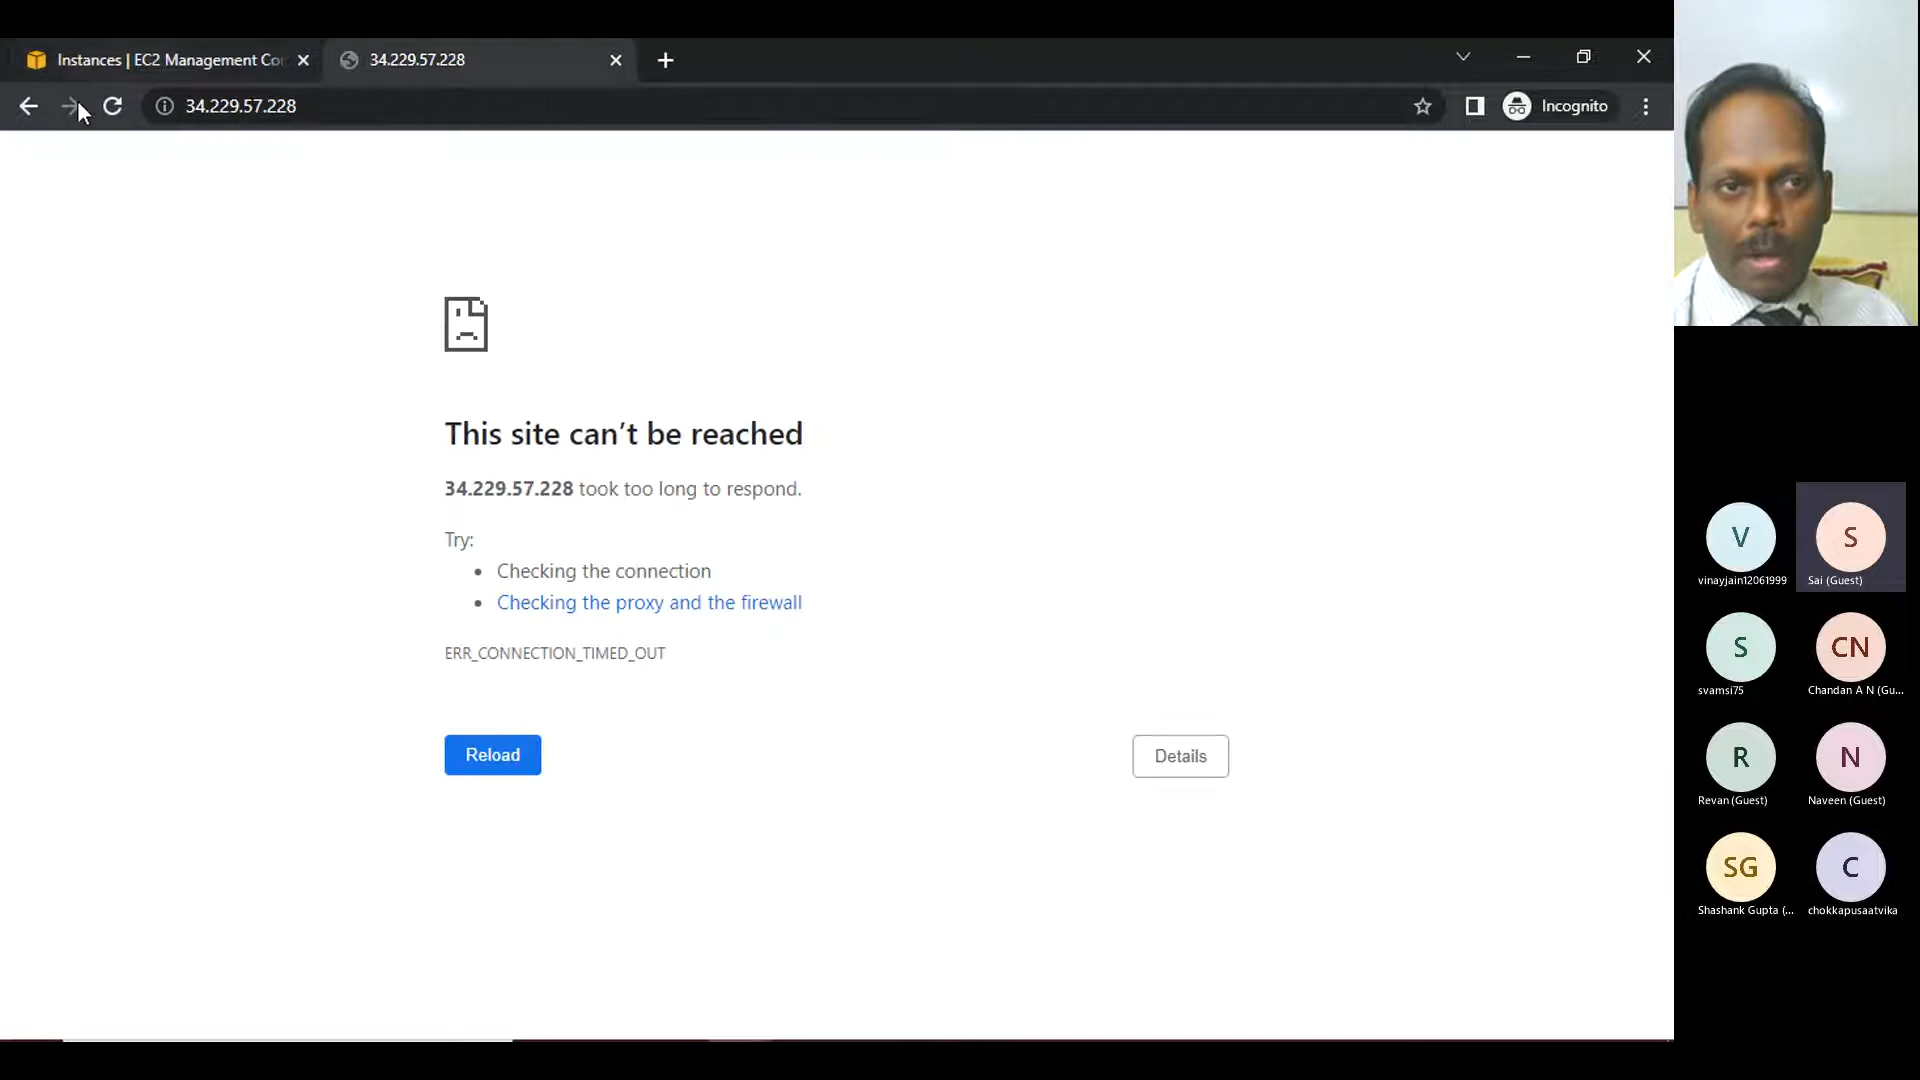 Instances | EC2 Management Co
34.229.57.228
34.229.57.228
Incognito
This site can’t be reached
34.229.57.228 took too long to respond.
Try:
Checking the connection
Checking the proxy and the firewall
ERR_CONNECTION_TIMED_OUT
Reload
Details
V
vinayjain12061999
S
Sai (Guest)
S
svamsi75
CN
Chandan A N (Gu...
R
Revan (Guest)
N
Naveen (Guest)
SG
Shashank Gupta (...
C
chokkapusaatvika